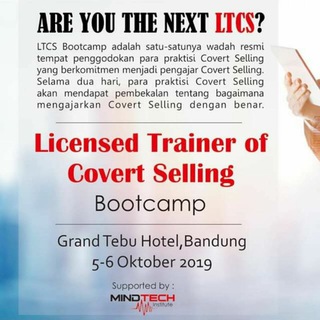 ARE YOU THE NEXT LTCS?
LTCS Bootcamp adalah satu-satunya wadah resmi
tempat penggodokan para praktisi Covert Selling
yang berkomitmen menjadi pengajar Covert Selling.
Selama dua hari, para praktisi Covert Selling
akan mendapat pembekalan tentang bagaimana
mengajarkan Covert Selling dengan benar.
Licensed Trainer of
Covert Selling
Bootcamp
Grand Tebu Hotel,Bandung
5-6 Oktober 2019
Supported by :
MINDTECH
institute